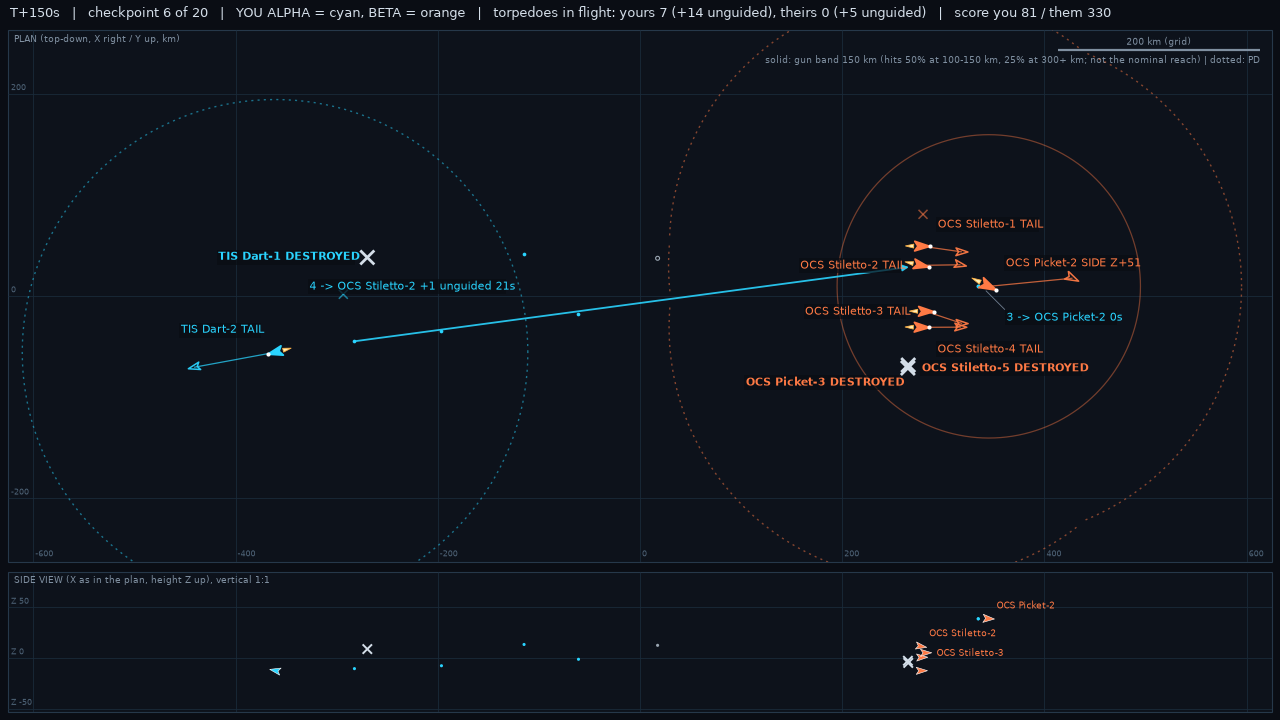 T+150s | checkpoint 6 of 20 | YOU ALPHA = cyan, BETA = orange | torpedoes in flight: yours 7 (+14 unguided), theirs 0 (+5 unguided) | score you 81 / them 330
PLAN (top-down, X right / Y up, km)
200 km (grid)
solid: gun band 150 km (hits 50% at 100-150 km, 25% at 300+ km; not the nominal reach) | dotted: PD
200
OCS Stiletto-1 TAIL
TIS Dart-1 DESTROYED
OCS Stiletto-2 TAIL
OCS Picket-2 SIDE Z+51
0
4 -> OCS Stiletto-2 +1 unguided 21s
OCS Stiletto-3 TAIL
3 -> OCS Picket-2 0s
TIS Dart-2 TAIL
OCS Stiletto-4 TAIL
OCS Stiletto-5 DESTROYED
OCS Picket-3 DESTROYED
-200
-600
-400
-200
0
200
400
600
SIDE VIEW (X as in the plan, height Z up), vertical 1:1
Z 50
OCS Picket-2
OCS Stiletto-2
Z 0
OCS Stiletto-3
Z -50